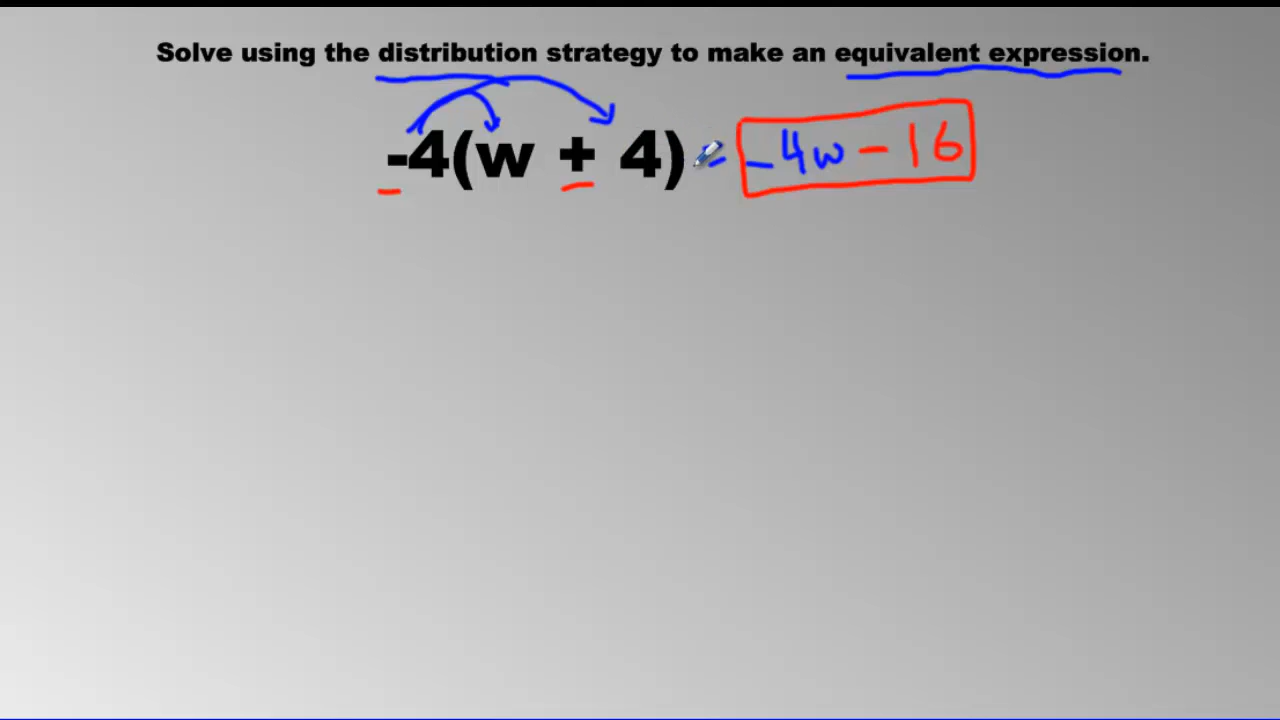 Solve using the distribution strategy to make an equivalent expression.
-4(w + 4) = -4w - 16